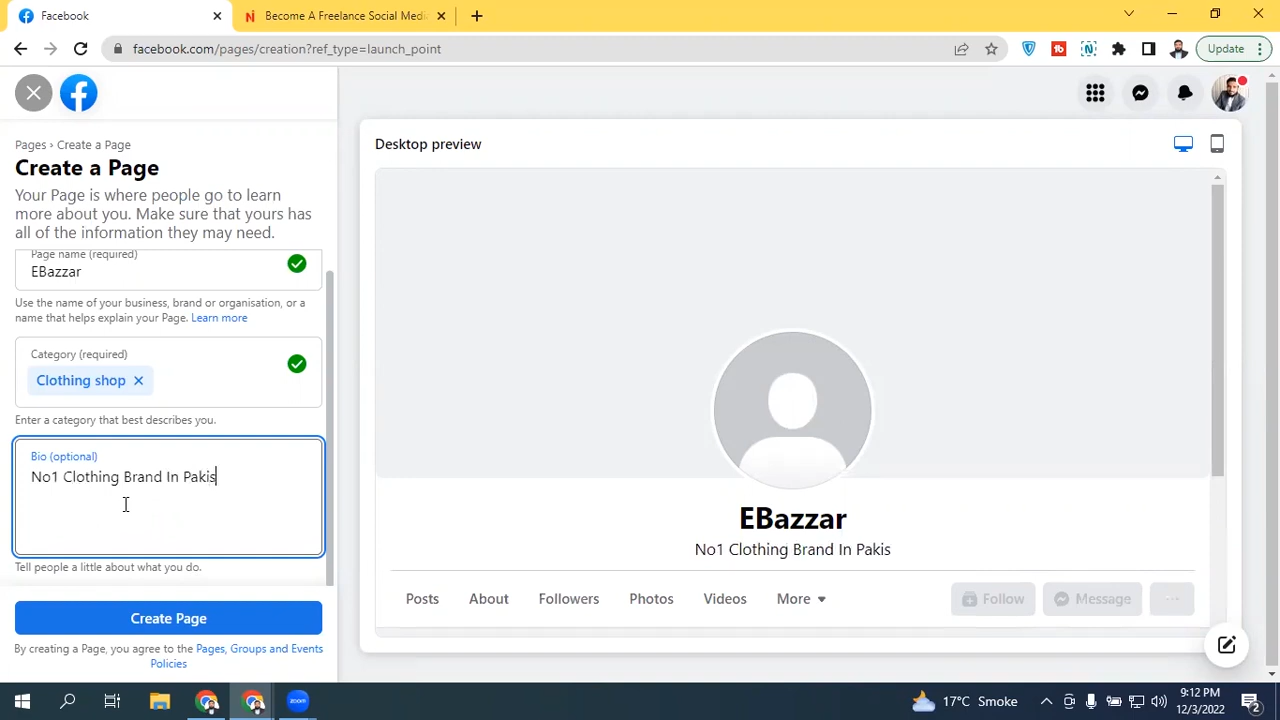 Facebook
Become A Freelance Social Medi
facebook.com/pages/creation?ref_type=launch_point
Update
Pages › Create a Page
Create a Page
Your Page is where people go to learn
more about you. Make sure that yours has
all of the information they may need.
Page name (required)
EBazzar
Use the name of your business, brand or organisation, or a
name that helps explain your Page. Learn more
Category (required)
Clothing shop
Enter a category that best describes you.
Bio (optional)
No1 Clothing Brand In Pakis
Tell people a little about what you do.
Create Page
By creating a Page, you agree to the Pages, Groups and Events
Policies
Desktop preview
EBazzar
No1 Clothing Brand In Pakis
Posts About Followers Photos Videos More Follow Message
zoom
17°C Smoke
9:12 PM
12/3/2022
2